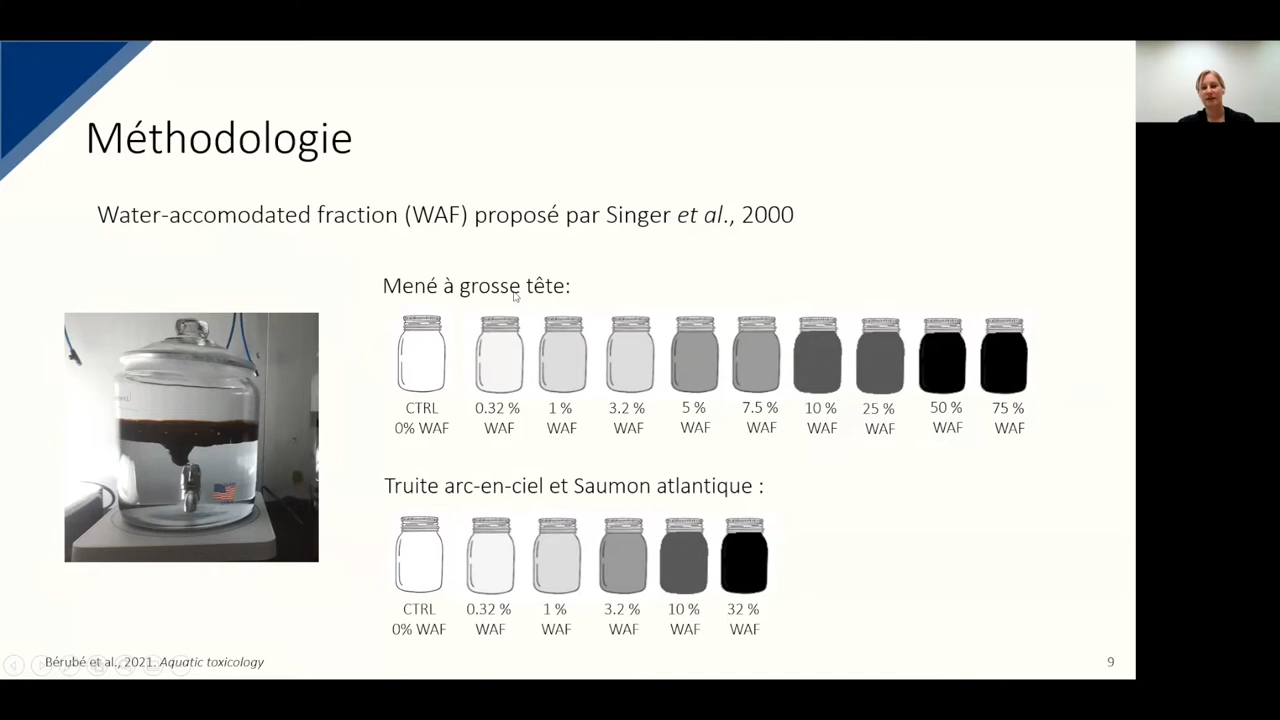 Méthodologie
Water-accomodated fraction (WAF) proposé par Singer et al., 2000
Mené à grosse tête:
CTRL 0.32 % 1 % 3.2 % 5 % 7.5 % 10 % 25 % 50 % 75 %
0% WAF WAF WAF WAF WAF WAF WAF WAF WAF WAF
Truite arc-en-ciel et Saumon atlantique :
CTRL 0.32 % 1 % 3.2 % 10 % 32 %
0% WAF WAF WAF WAF WAF WAF
Bérubé et al., 2021. Aquatic toxicology
9